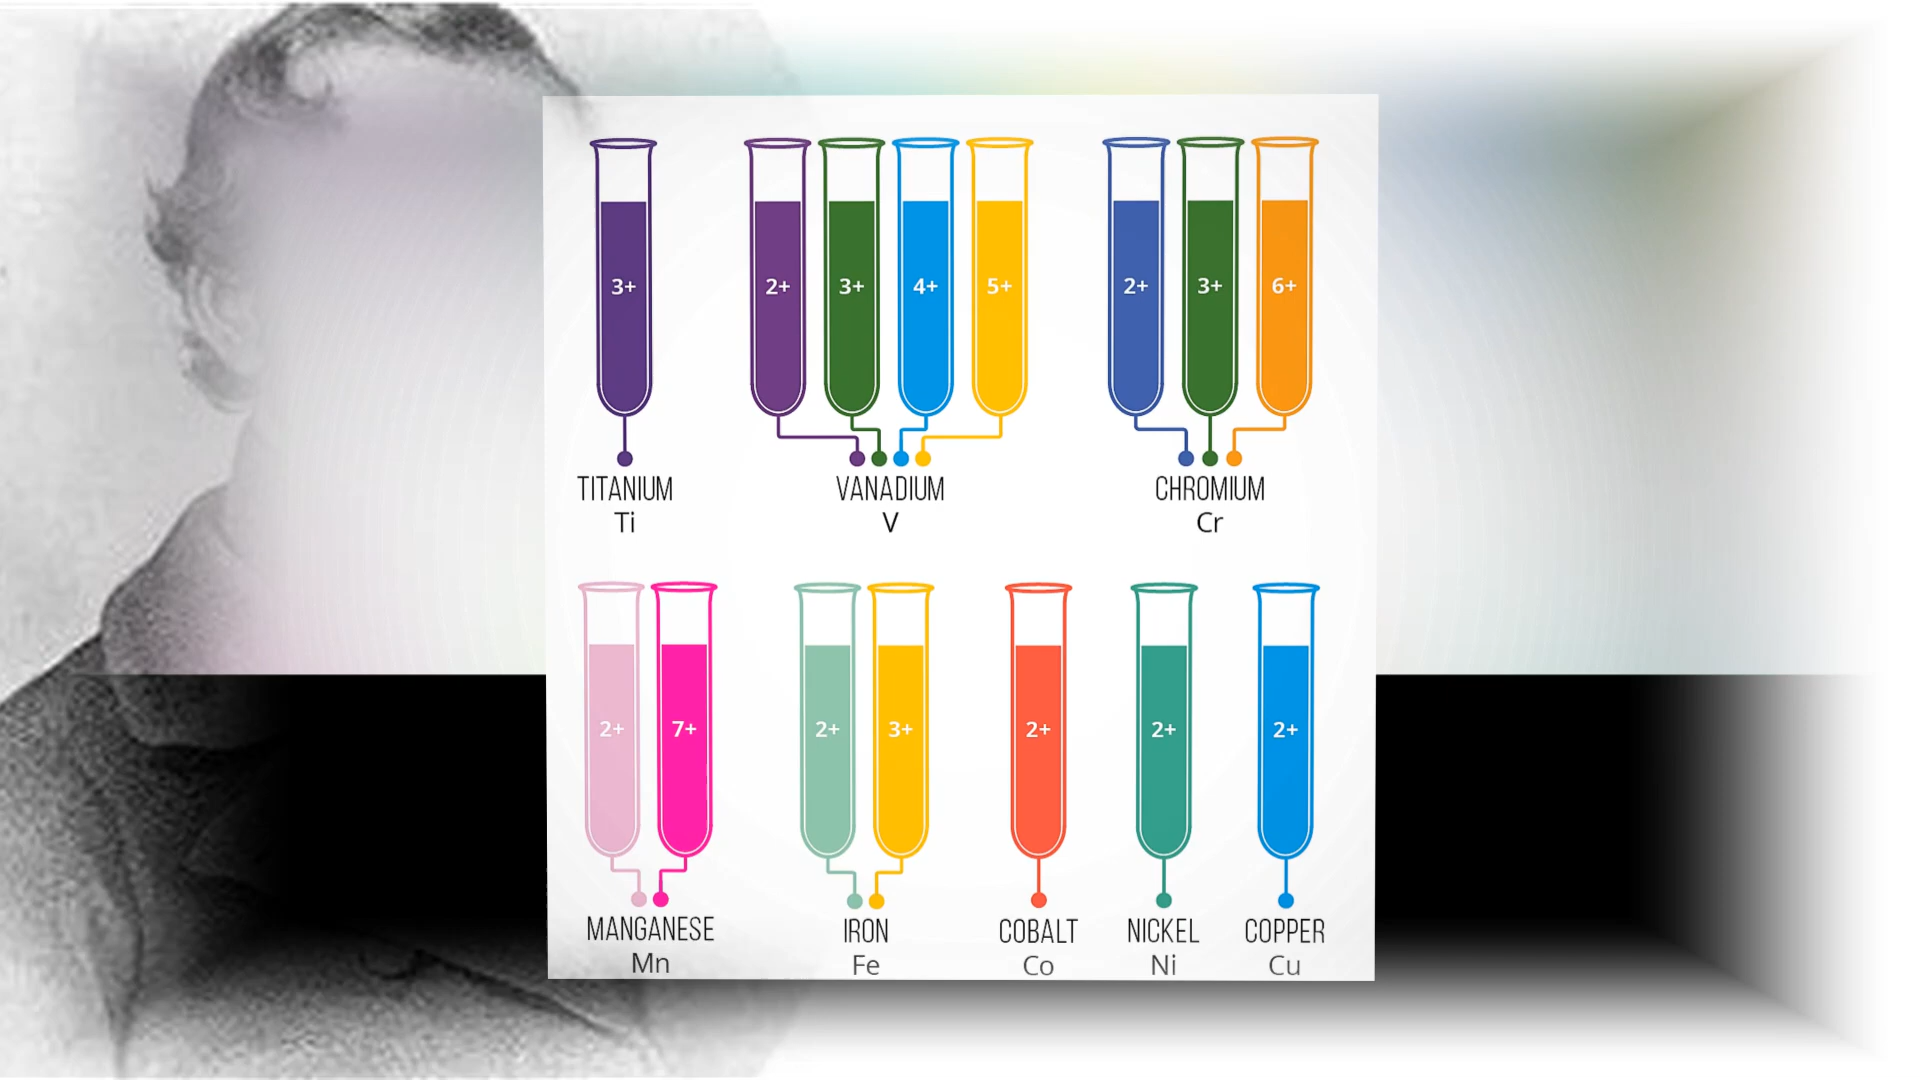 3+ 2+ 3+ 4+ 5+ 2+ 3+ 6+
TITANIUM VANADIUM CHROMIUM
Ti V Cr
2+ 7+ 2+ 3+ 2+ 2+ 2+
MANGANESE IRON COBALT NICKEL COPPER
Mn Fe Co Ni Cu